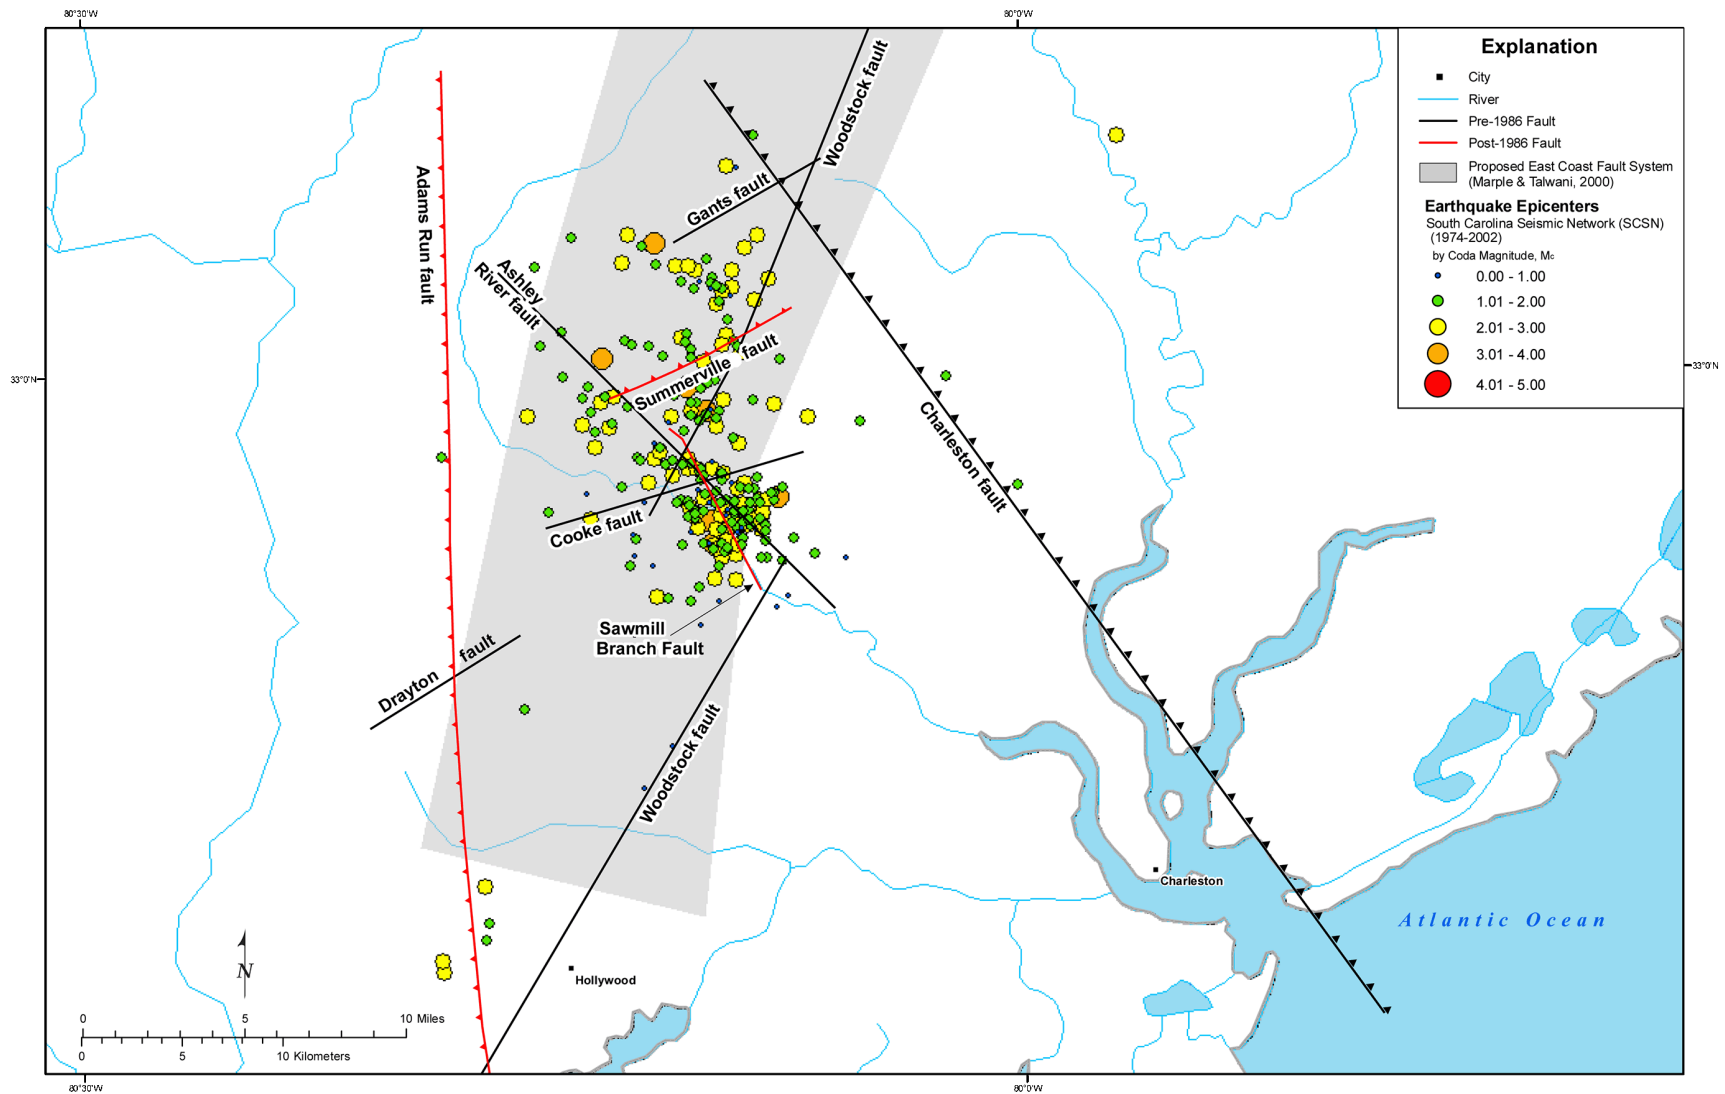 80°30'W
80°0'W
Explanation
City
River
Pre-1986 Fault
Post-1986 Fault
Proposed East Coast Fault System
(Marple & Talwani, 2000)
Earthquake Epicenters
South Carolina Seismic Network (SCSN)
(1974-2002)
by Coda Magnitude, Mc
0.00 - 1.00
1.01 - 2.00
2.01 - 3.00
3.01 - 4.00
4.01 - 5.00
Woodstock fault
Adams Run fault
Gants fault
Ashley
River fault
33°0'N
33°0'N
Summerville fault
Charleston fault
Cooke fault
Sawmill
Branch Fault
Drayton fault
Woodstock fault
Charleston
Atlantic Ocean
N
Hollywood
0 5 10 Miles
0 5 10 Kilometers
80°30'W
80°0'W